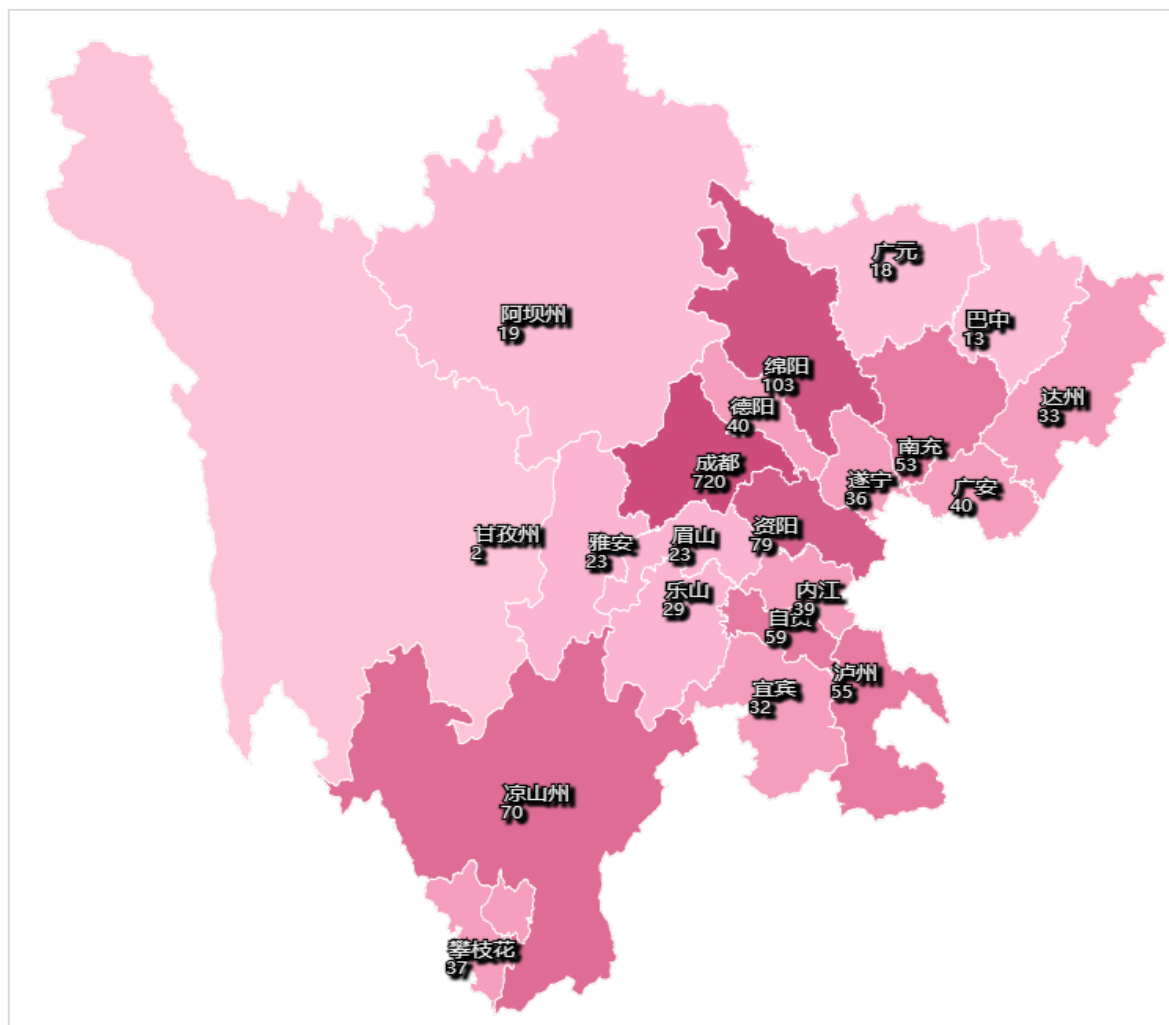 广元
18
阿坝州
19
巴中
13
绵阳
103
达州
33
德阳
40
南充
53
成都
720
遂宁
36
广安
40
甘孜州
2
雅安
23
眉山
23
资阳
79
乐山
29
内江
39
自贡
59
泸州
55
宜宾
32
凉山州
70
攀枝花
37